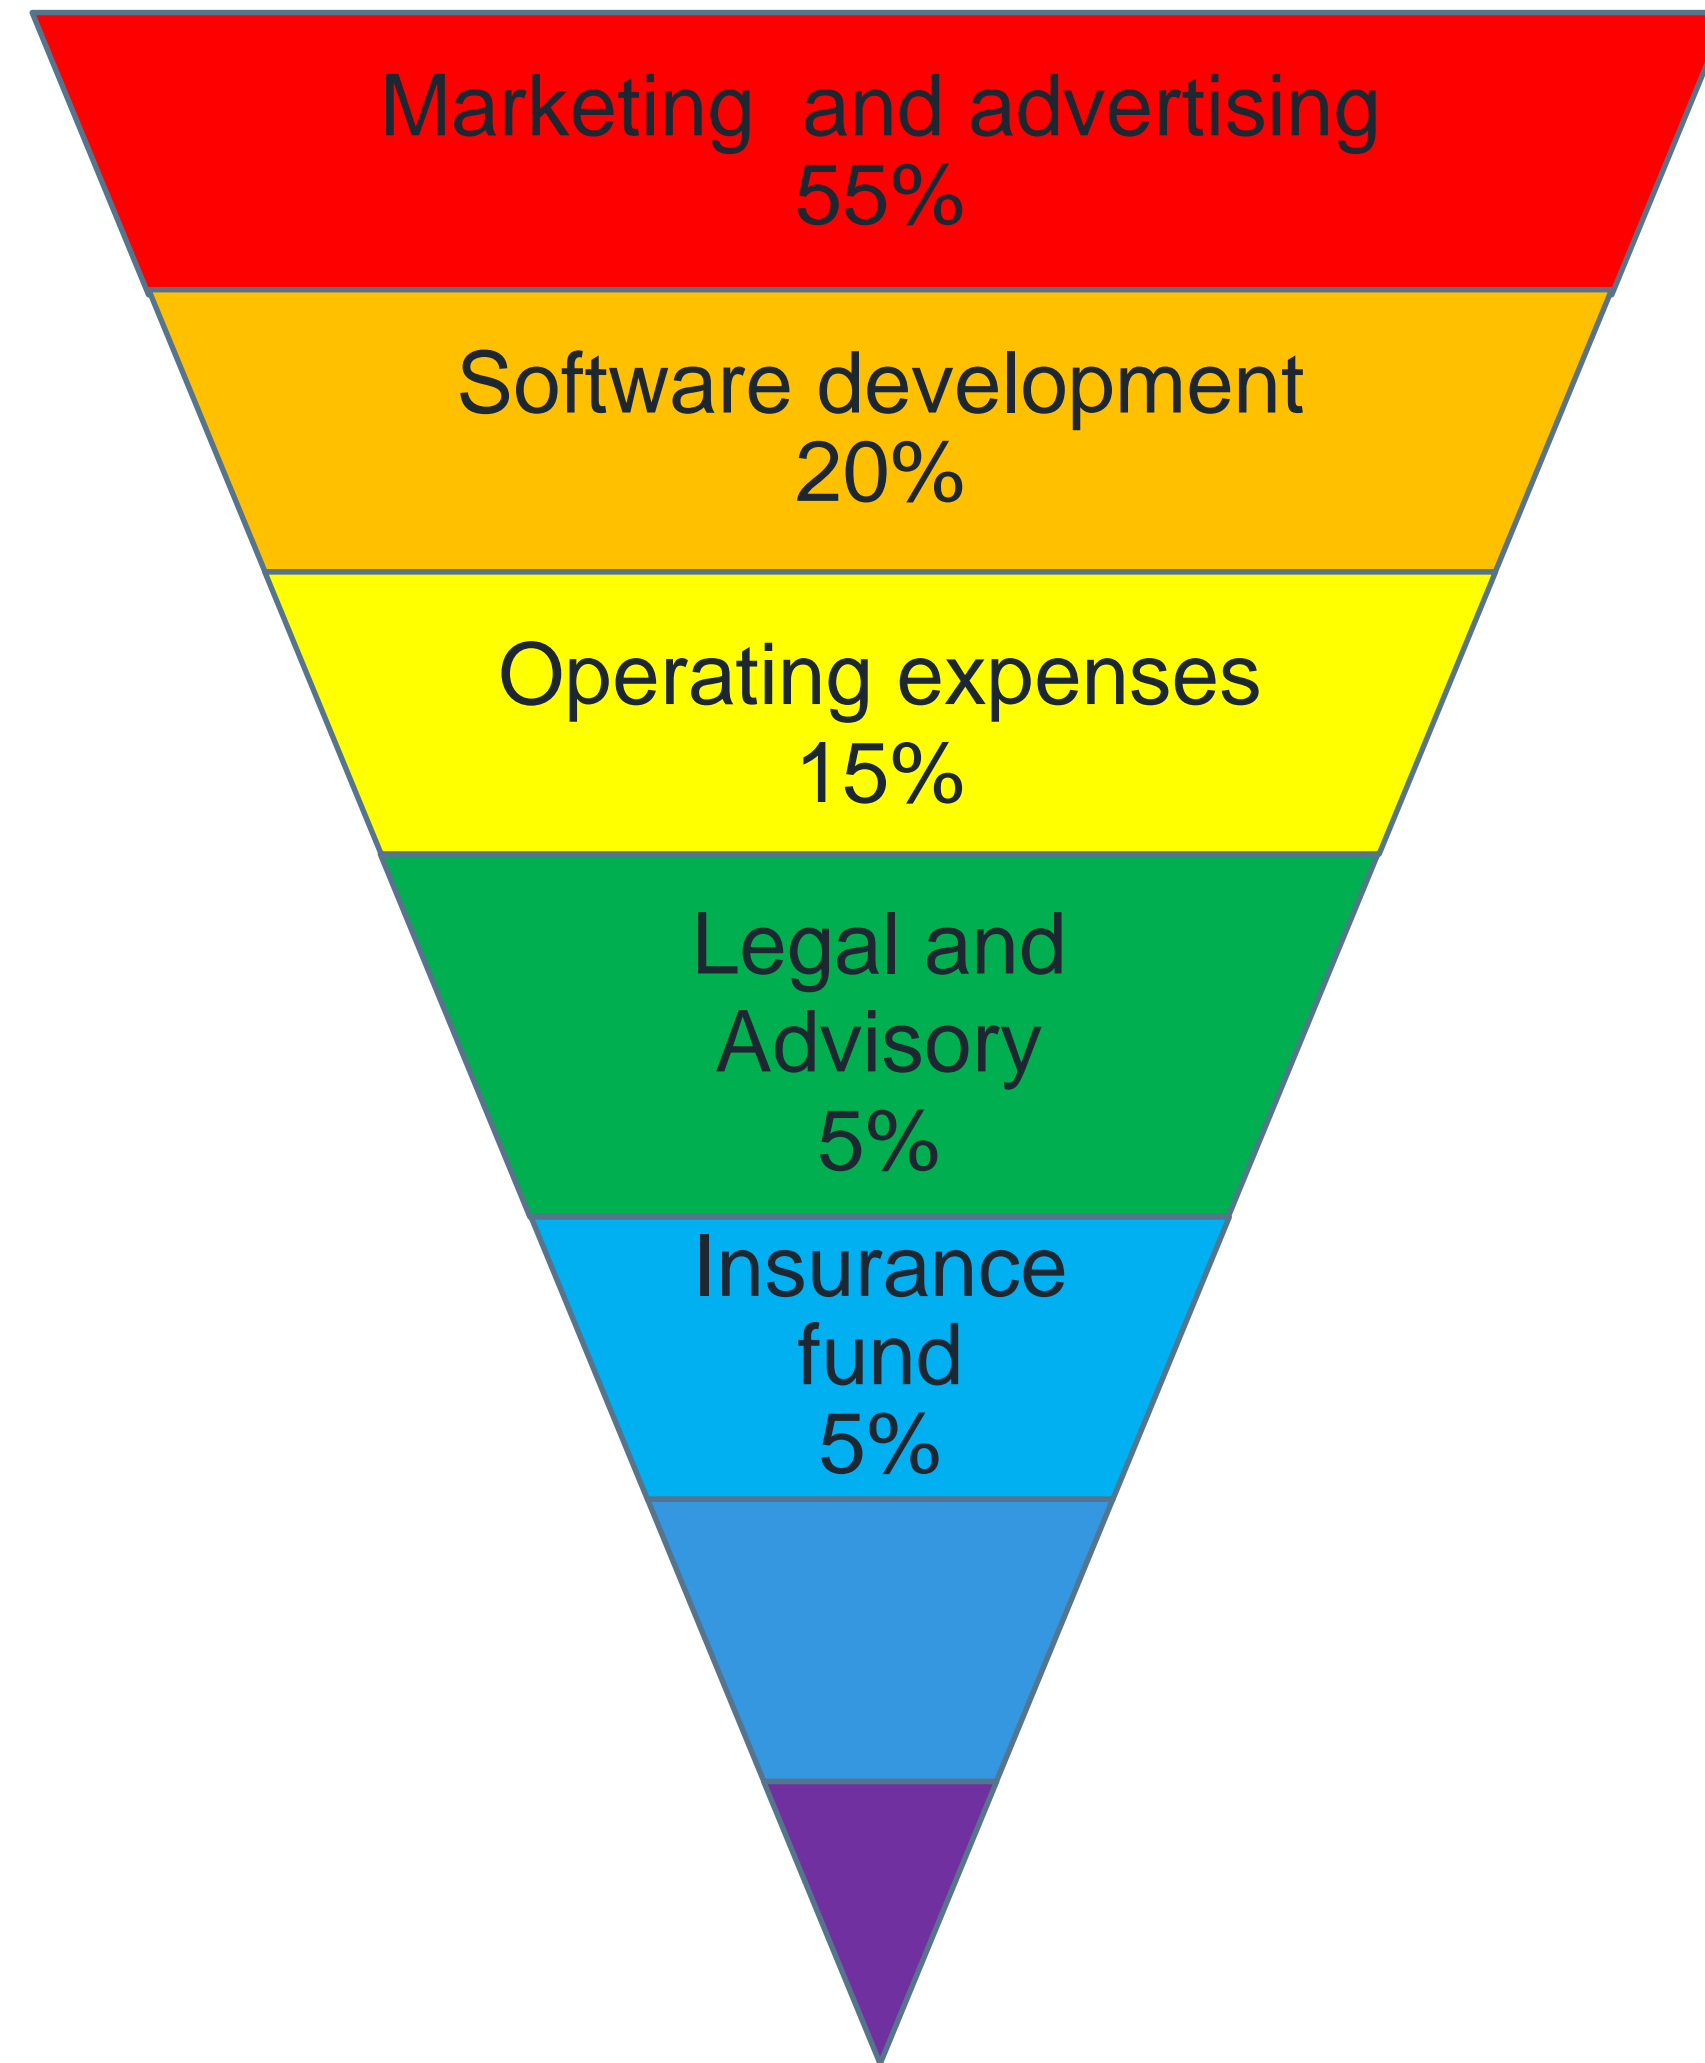 Marketing  and advertising
55%
Software development
20%
Operating expenses
15%
Legal and
Advisory
5%
Insurance
fund
5%